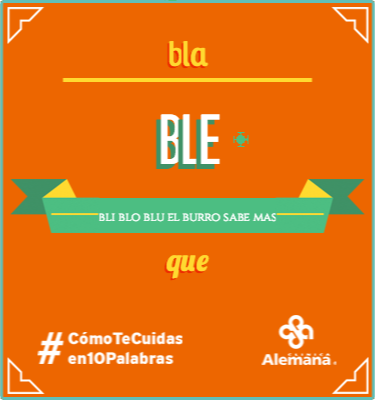 bla
BLE
BLI BLO BLU EL BURRO SABE MAS
que
# CómoTeCuidas
en10Palabras
Alemana